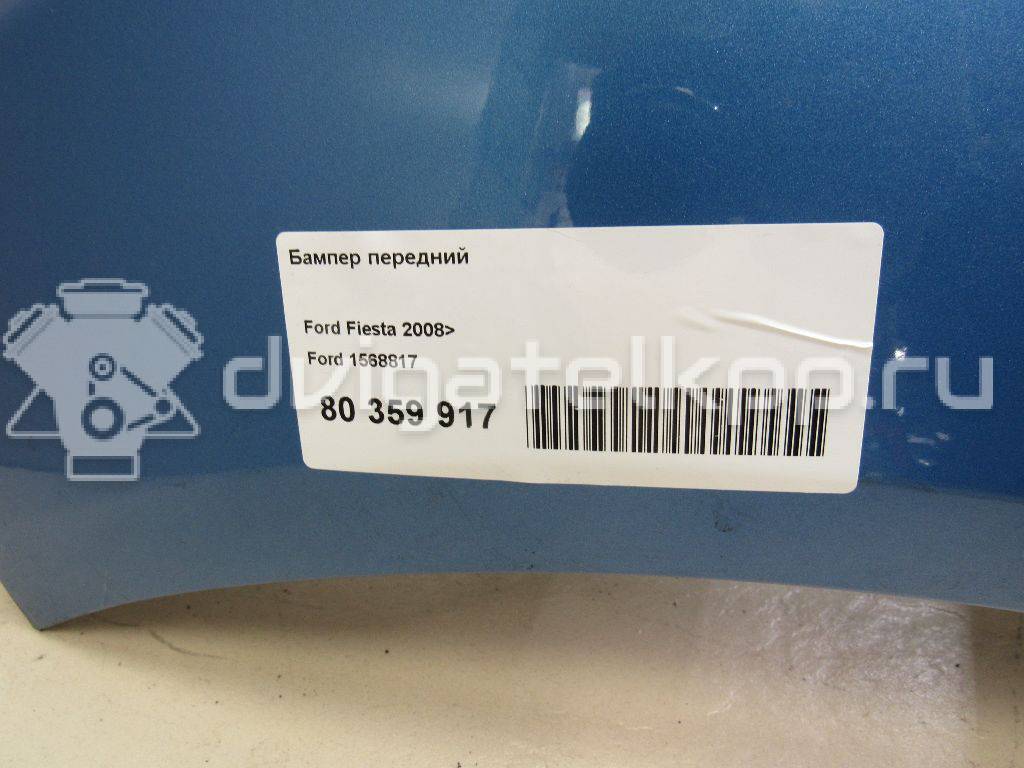 Бампер передний
Ford Fiesta 2008>
Ford 1568817
80 359 917
dvigatelkoop.ru